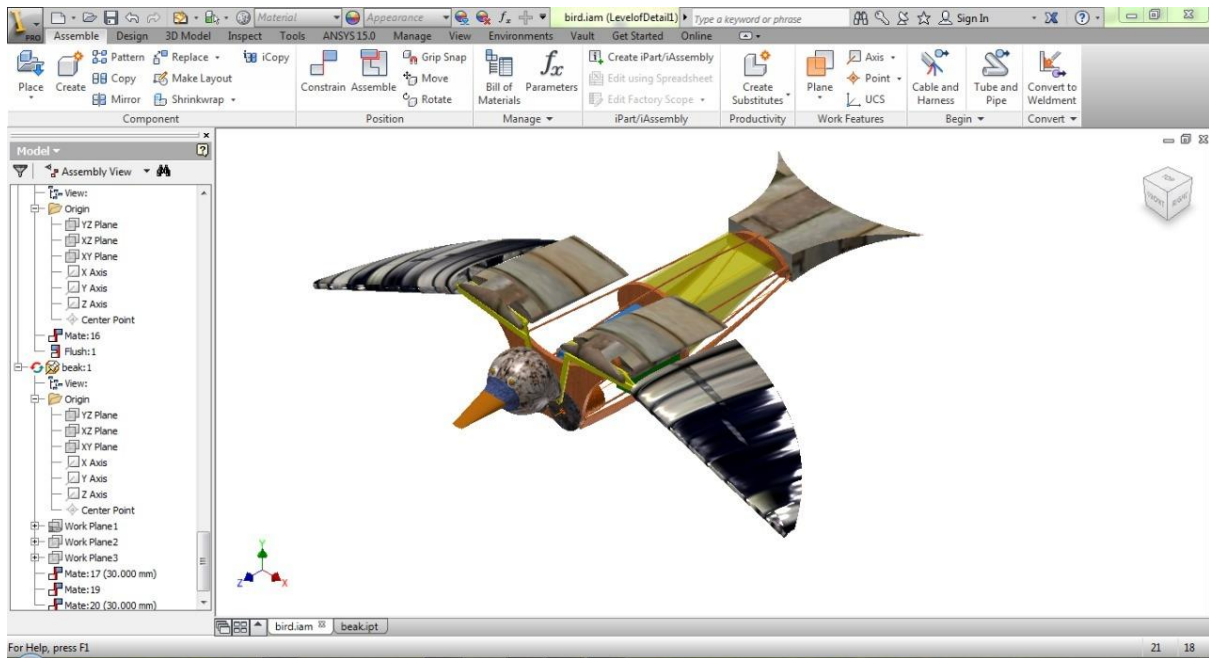 Material
Appearance
bird.iam (LevelofDetail1)
Type a keyword or phrase
Sign In
PRO
Assemble Design 3D Model Inspect Tools ANSYS 15.0 Manage View Environments Vault Get Started Online
Place
Create
Pattern
Copy
Mirror
Replace
Make Layout
Shrinkwrap
iCopy
Component
Constrain
Assemble
Grip Snap
Move
Rotate
Position
Bill of
Materials
Parameters
Manage
Create iPart/iAssembly
Edit using Spreadsheet
Edit Factory Scope
iPart/iAssembly
Create
Substitutes
Productivity
Plane
Axis
Point
UCS
Work Features
Cable and
Harness
Tube and
Pipe
Begin
Convert to
Weldment
Convert
Model
Assembly View
View:
Origin
YZ Plane
XZ Plane
XY Plane
X Axis
Y Axis
Z Axis
Center Point
Mate:16
Flush:1
beak:1
View:
Origin
YZ Plane
XZ Plane
XY Plane
X Axis
Y Axis
Z Axis
Center Point
Work Plane1
Work Plane2
Work Plane3
Mate:17 (30.000 mm)
Mate:19
Mate:20 (30.000 mm)
Y
Z
X
bird.iam
beak.ipt
For Help, press F1
21 18